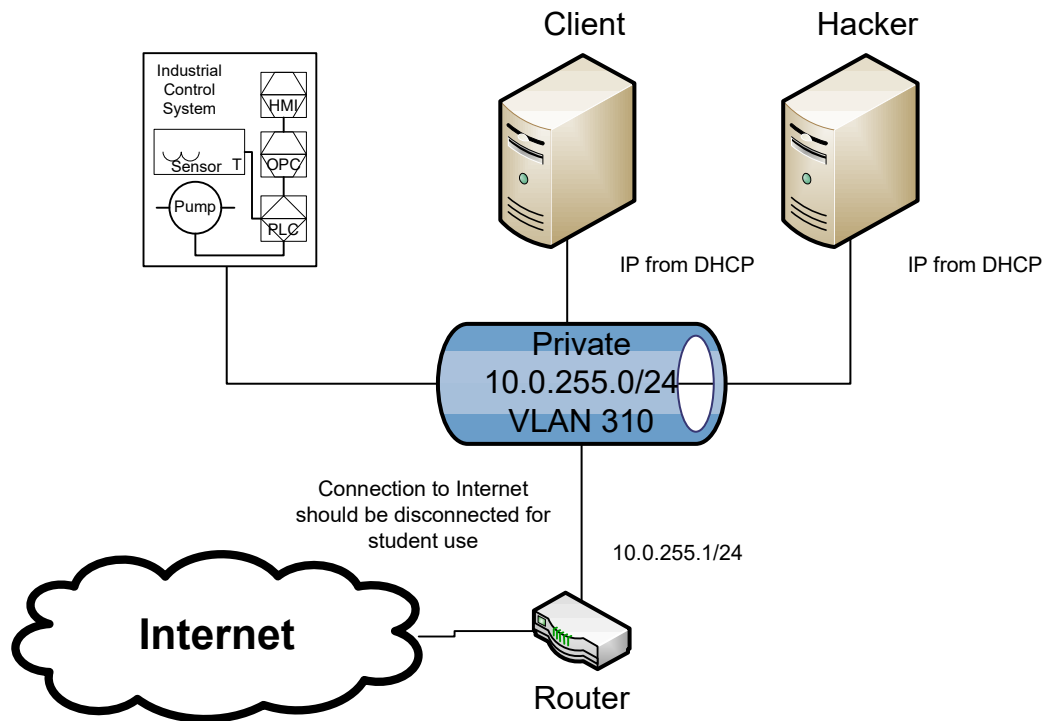 Client
Hacker
Industrial
Control
System
HMI
OPC
Sensor
T
Pump
PLC
IP from DHCP
IP from DHCP
Private
10.0.255.0/24
VLAN 310
Connection to Internet
should be disconnected for
student use
10.0.255.1/24
Internet
Router